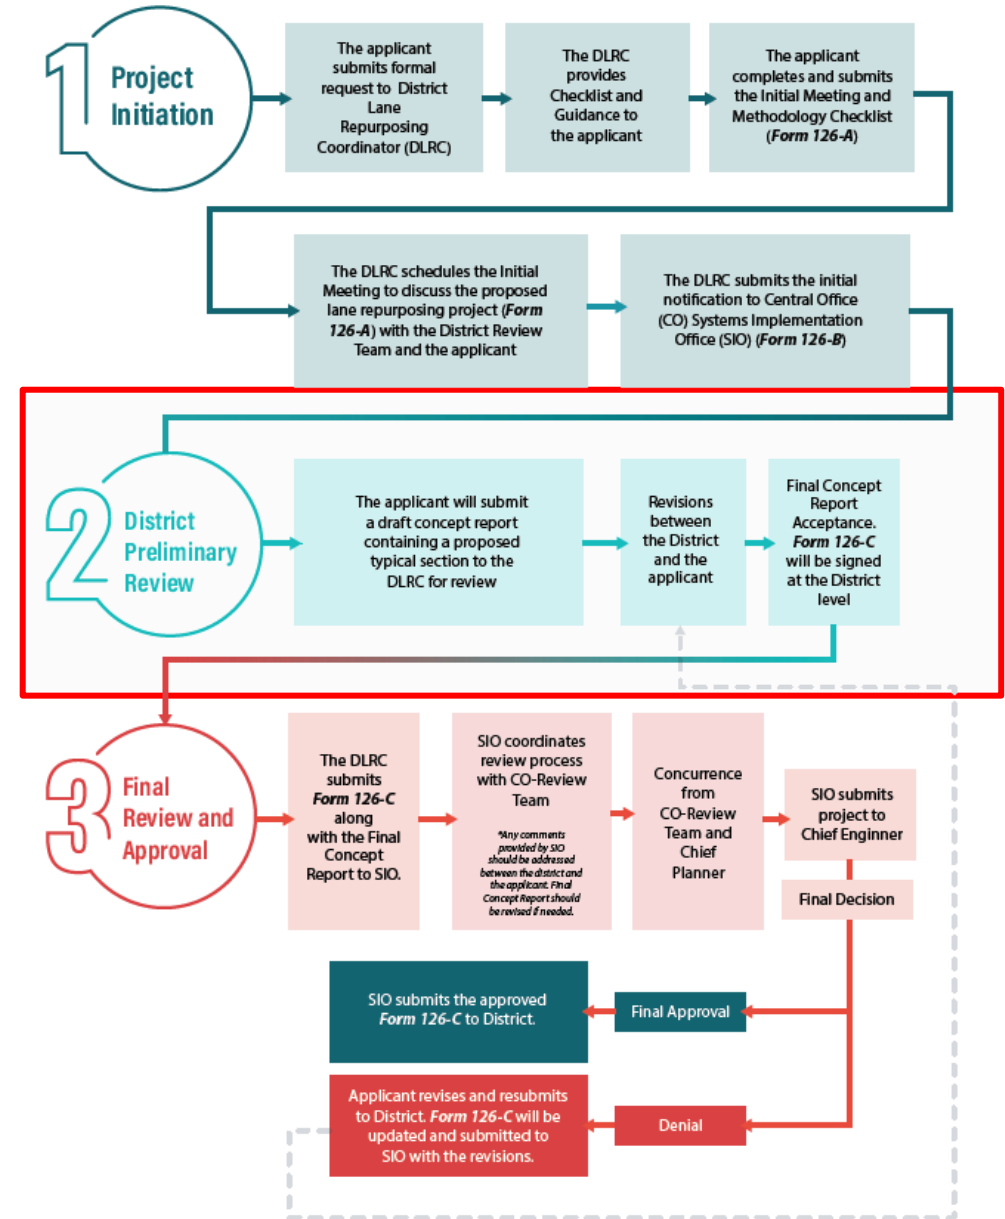 1
Project
Initiation
The applicant
submits formal
request to District
Lane
Repurposing
Coordinator (DLRC)
The DLRC
provides
Checklist and
Guidance to
the applicant
The applicant
completes and submits
the Initial Meeting and
Methodology Checklist
(Form 126-A)
The DLRC schedules the Initial
Meeting to discuss the proposed
lane repurposing project (Form
126-A) with the District Review
Team and the applicant
The DLRC submits the initial
notification to Central Office
(CO) Systems Implementation
Office (SIO) (Form 126-B)
2
District
Preliminary
Review
The applicant will submit
a draft concept report
containing a proposed
typical section to the
DLRC for review
Revisions
between
the District
and the
applicant
Final Concept
Report
Acceptance.
Form 126-C
will be signed
at the District
level
3
Final
Review and
Approval
The DLRC
submits
Form 126-C
along
with the Final
Concept
Report to SIO.
SIO coordinates
review process
with CO-Review
Team
*Any comments
provided by SIO
should be addressed
between the district and
the applicant. Final
Concept Report should
be revised if needed.
Concurrence
from
CO-Review
Team and
Chief
Planner
SIO submits
project to
Chief Enginner
Final Decision
SIO submits the approved
Form 126-C to District.
Final Approval
Applicant revises and resubmits
to District. Form 126-C will be
updated and submitted to
SIO with the revisions.
Denial